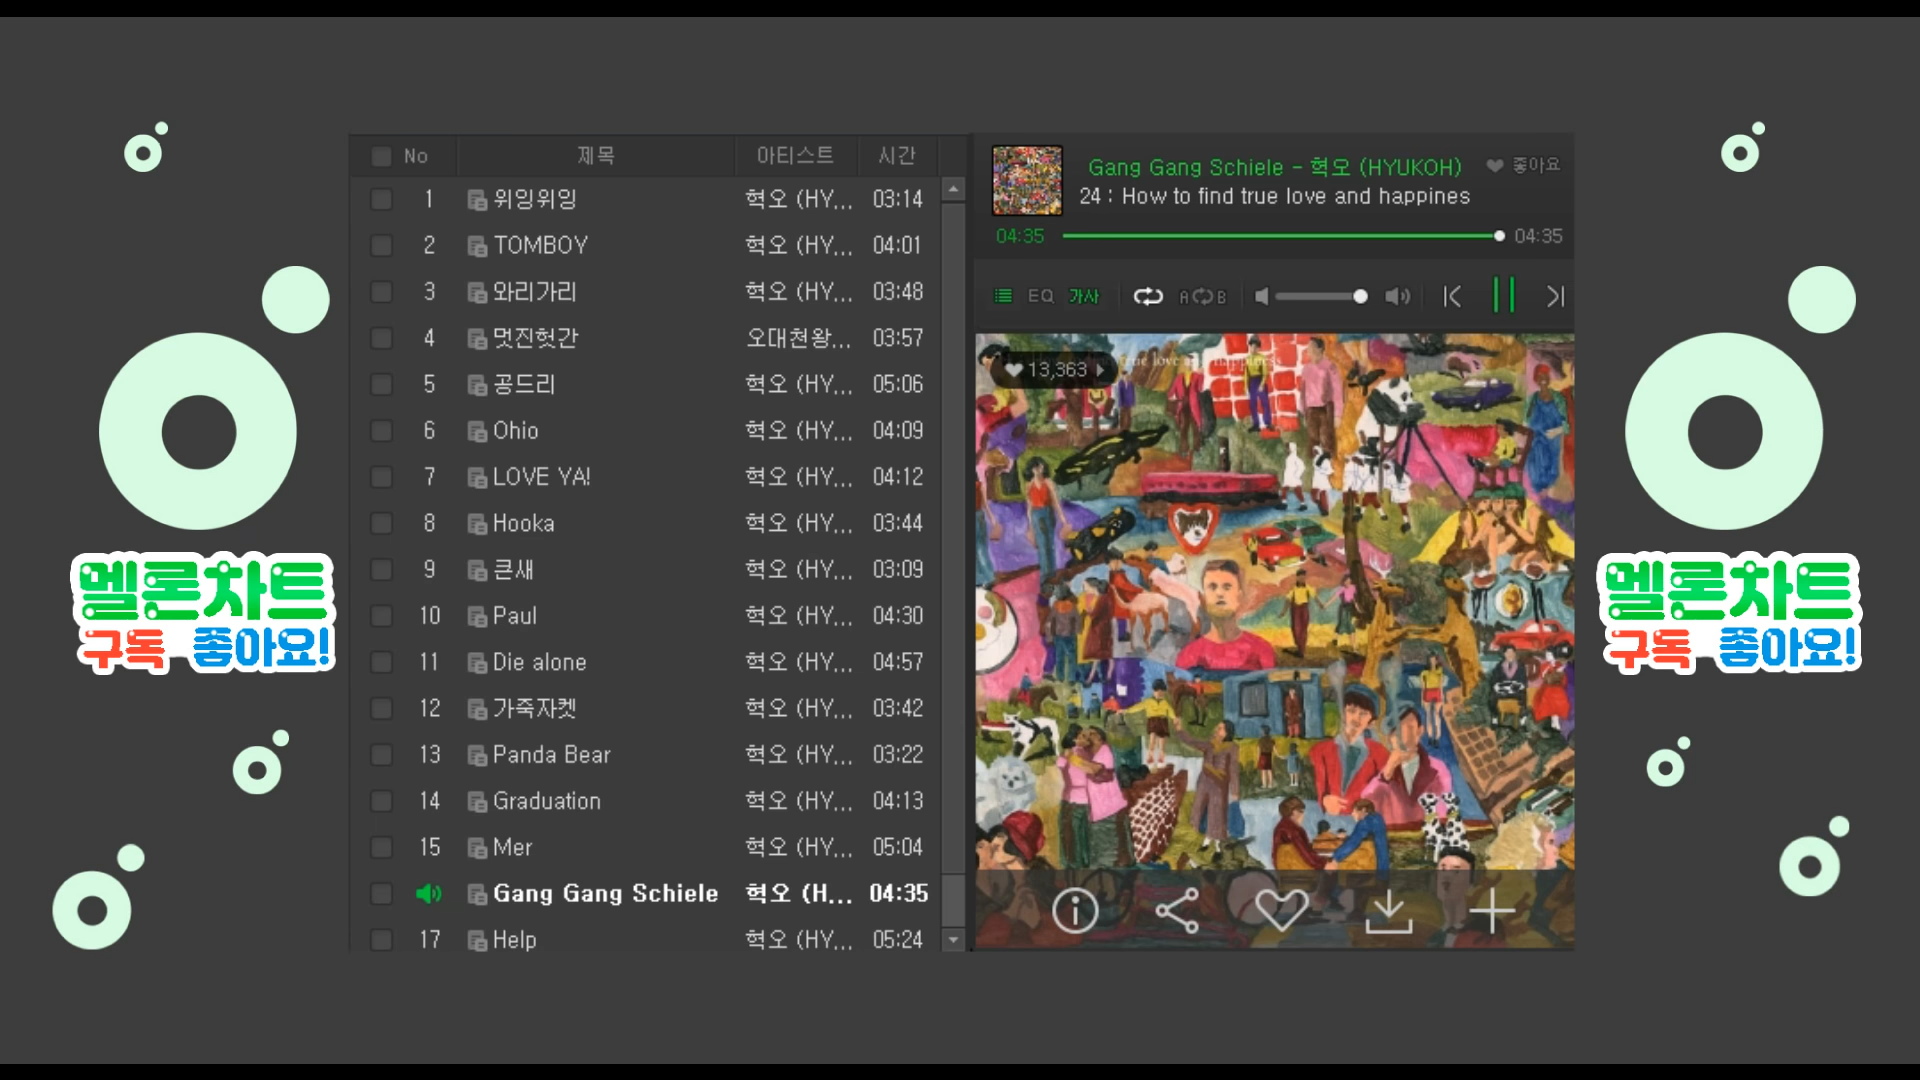 No 제목 아티스트 시간
1 위잉위잉 혁오 (HY... 03:14
2 TOMBOY 혁오 (HY... 04:01
3 와리가리 혁오 (HY... 03:48
4 멋진헛간 오대천왕... 03:57
5 공드리 혁오 (HY... 05:06
6 Ohio 혁오 (HY... 04:09
7 LOVE YA! 혁오 (HY... 04:12
8 Hooka 혁오 (HY... 03:44
9 큰새 혁오 (HY... 03:09
10 Paul 혁오 (HY... 04:30
11 Die alone 혁오 (HY... 04:57
12 가죽자켓 혁오 (HY... 03:42
13 Panda Bear 혁오 (HY... 03:22
14 Graduation 혁오 (HY... 04:13
15 Mer 혁오 (HY... 05:04
Gang Gang Schiele 혁오 (H... 04:35
17 Help 혁오 (HY... 05:24
Gang Gang Schiele - 혁오 (HYUKOH) 좋아요
24 : How to find true love and happines
04:35 04:35
EQ 가사 A B
13,363 true love and happiness
멜론차트
구독 좋아요!
멜론차트
구독 좋아요!